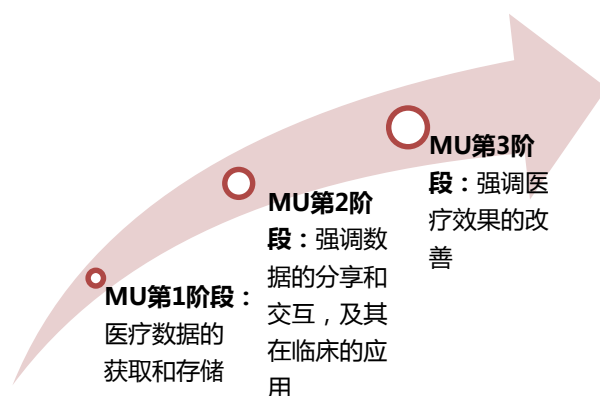 MU第1阶段：
医疗数据的
获取和存储
MU第2阶
段：强调数
据的分享和
交互，及其
在临床的应
用
MU第3阶
段：强调医
疗效果的改
善